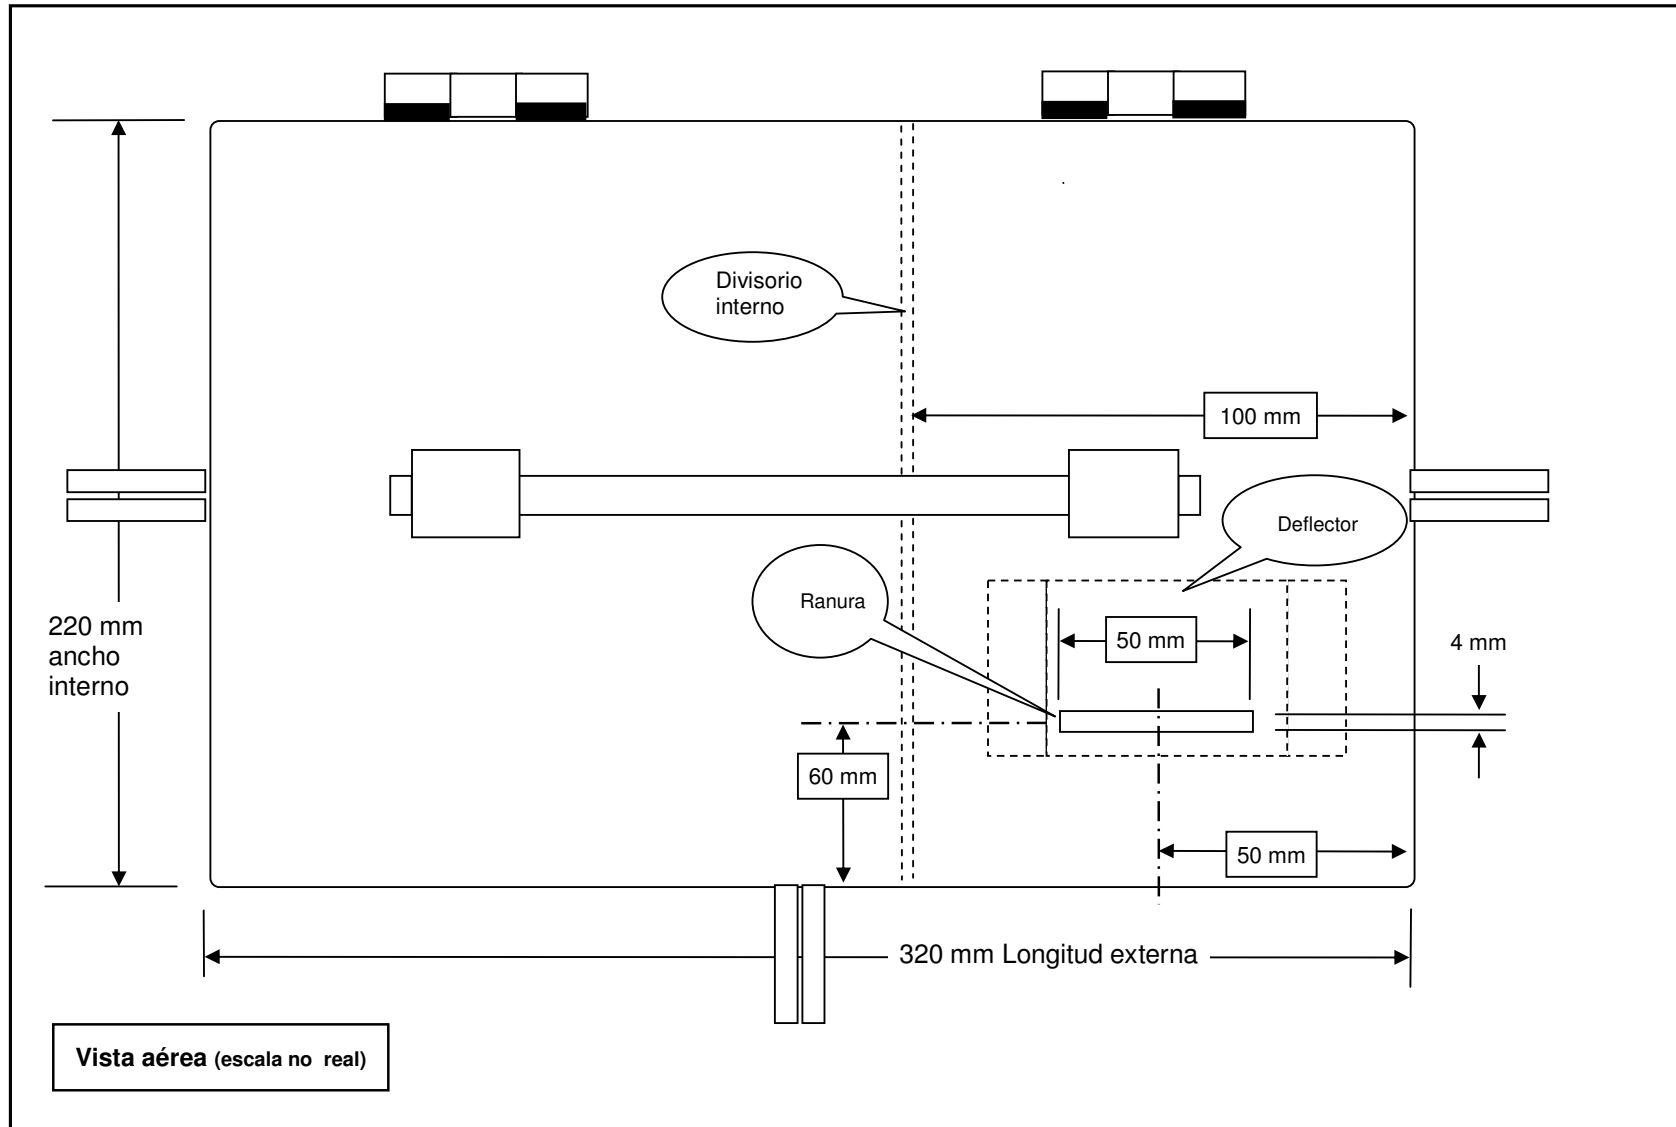 Divisorio
interno
100 mm
Deflector
Ranura
50 mm
4 mm
220 mm
ancho
interno
60 mm
50 mm
320 mm Longitud externa
Vista aérea (escala no real)